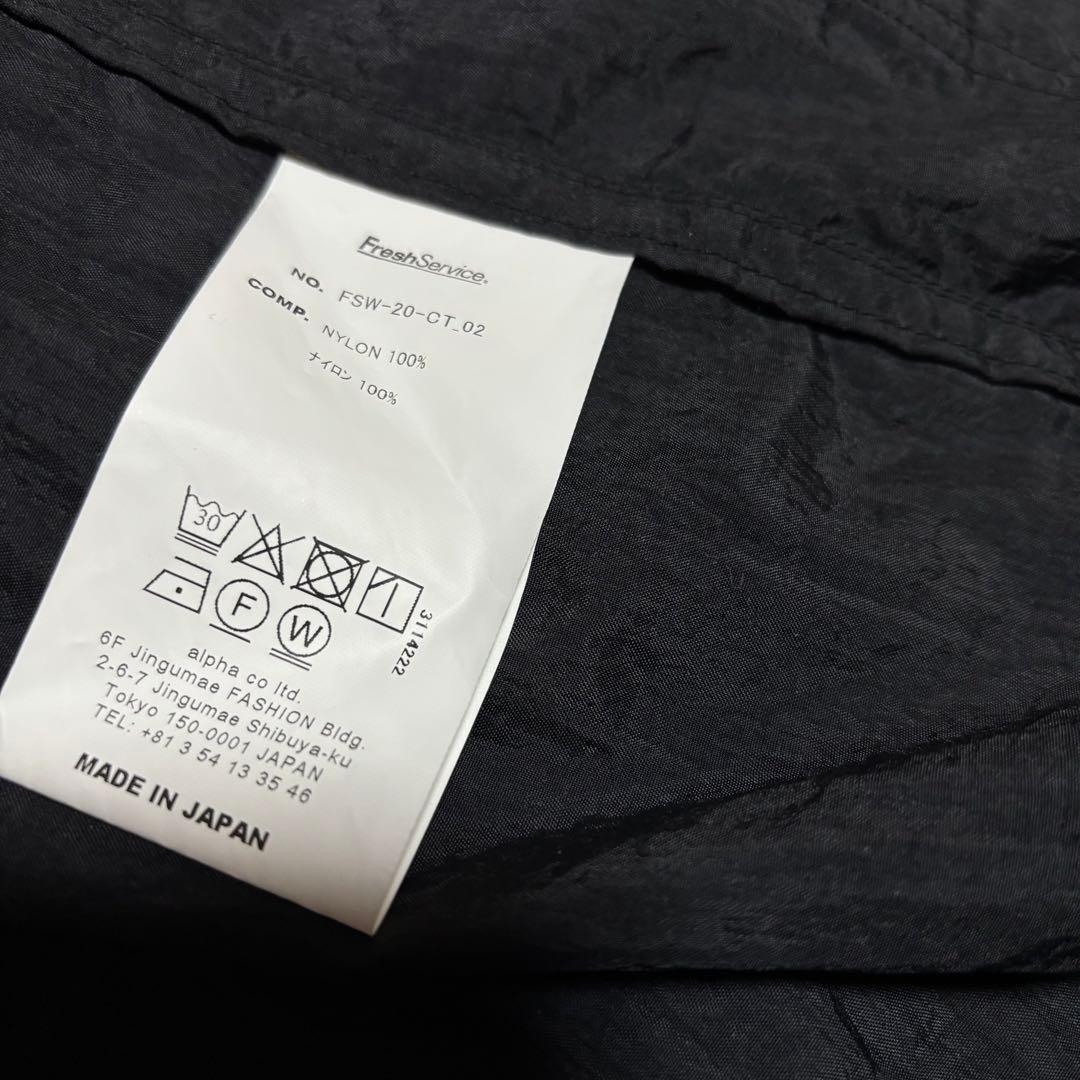 FreshService®
NO. FSW-20-CT_02
COMP. NYLON 100%
ナイロン 100%
30
F W
3114222
alpha co ltd.
6F Jingumae FASHION Bldg.
2-6-7 Jingumae Shibuya-ku
Tokyo 150-0001 JAPAN
TEL: +81 3 54 13 35 46
MADE IN JAPAN